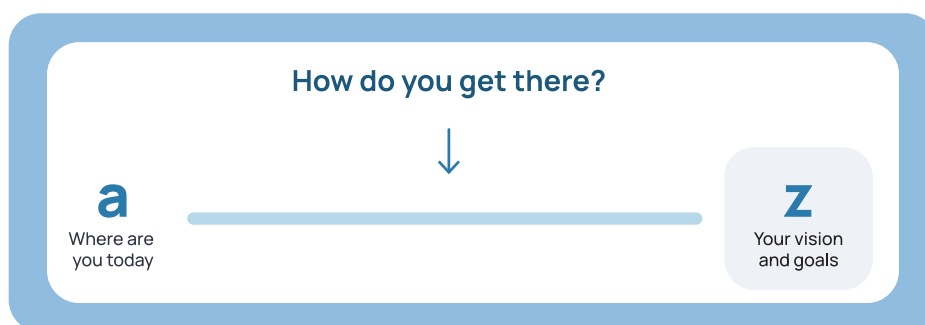 How do you get there?
a
Where are
you today
z
Your vision
and goals